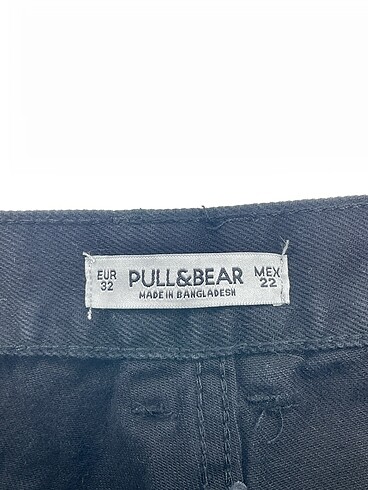 EUR 32
PULL&BEAR
MADE IN BANGLADESH
MEX 22